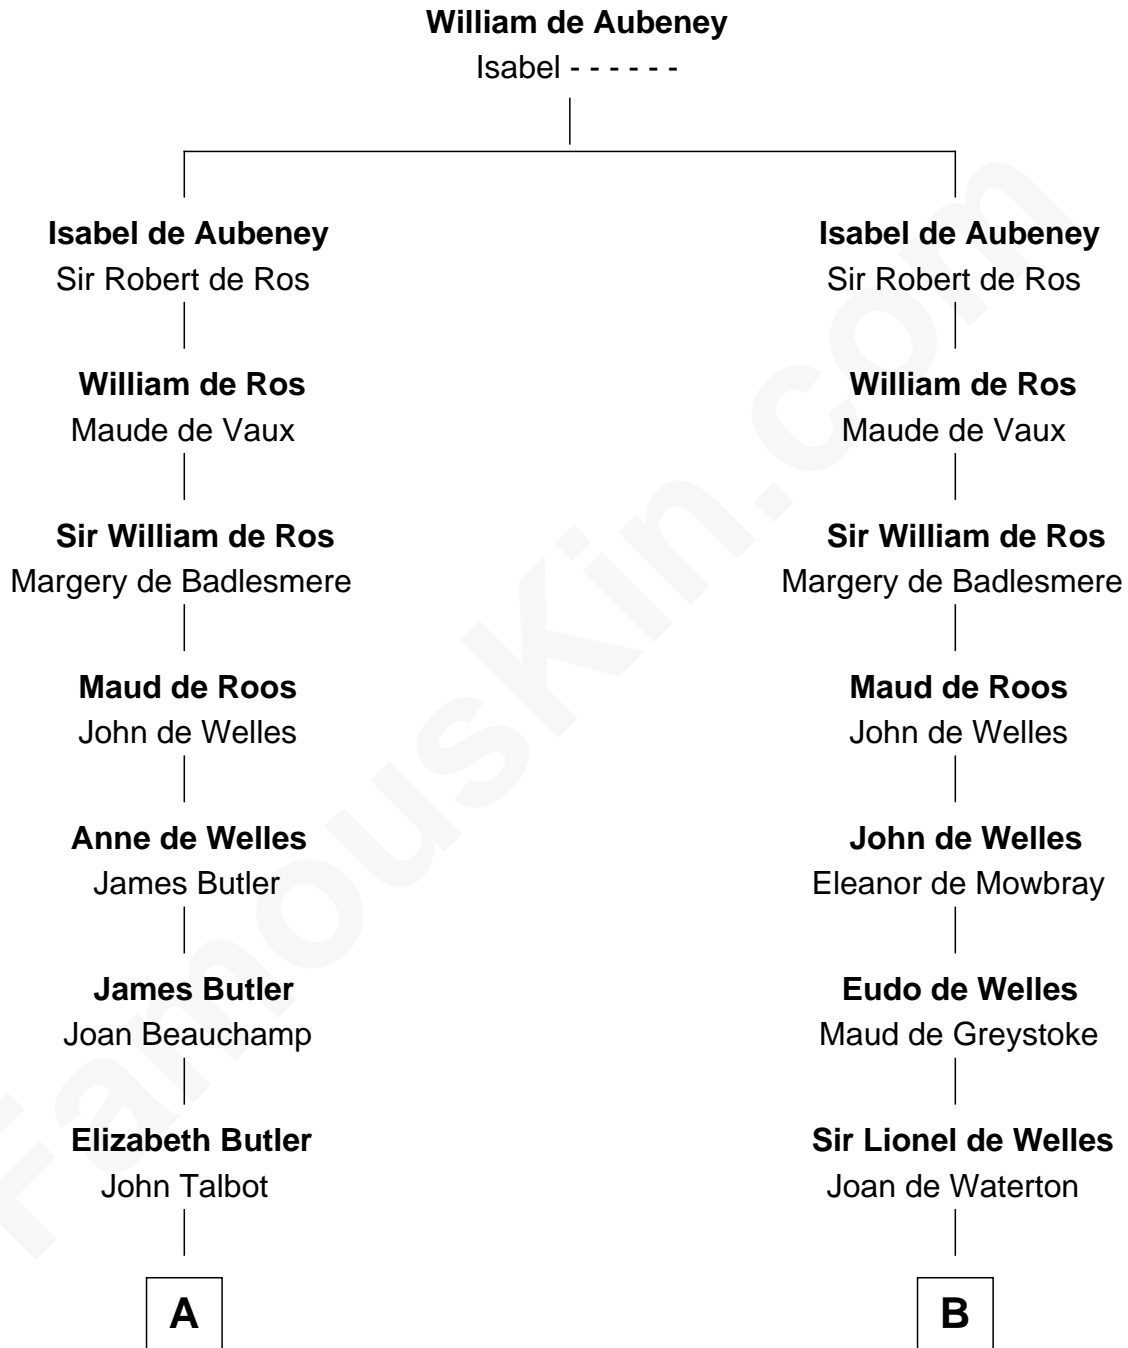 William de Aubeney
Isabel - - - - - -
Isabel de Aubeney
Sir Robert de Ros
William de Ros
Maude de Vaux
Sir William de Ros
Margery de Badlesmere
Maud de Roos
John de Welles
Anne de Welles
James Butler
James Butler
Joan Beauchamp
Elizabeth Butler
John Talbot
A
Isabel de Aubeney
Sir Robert de Ros
William de Ros
Maude de Vaux
Sir William de Ros
Margery de Badlesmere
Maud de Roos
John de Welles
John de Welles
Eleanor de Mowbray
Eudo de Welles
Maud de Greystoke
Sir Lionel de Welles
Joan de Waterton
B
FamousKin.com